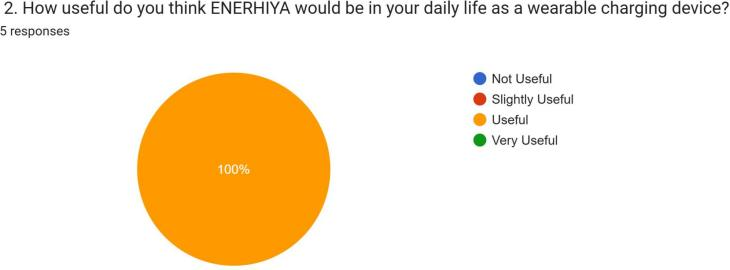 2. How useful do you think ENERHIYA would be in your daily life as a wearable charging device?
5 responses
100%
Not Useful
Slightly Useful
Useful
Very Useful